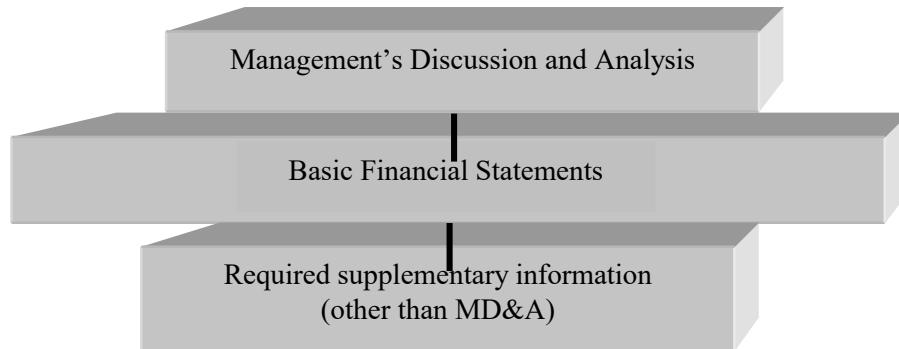 Management’s Discussion and Analysis
Basic Financial Statements
Required supplementary information
(other than MD&A)